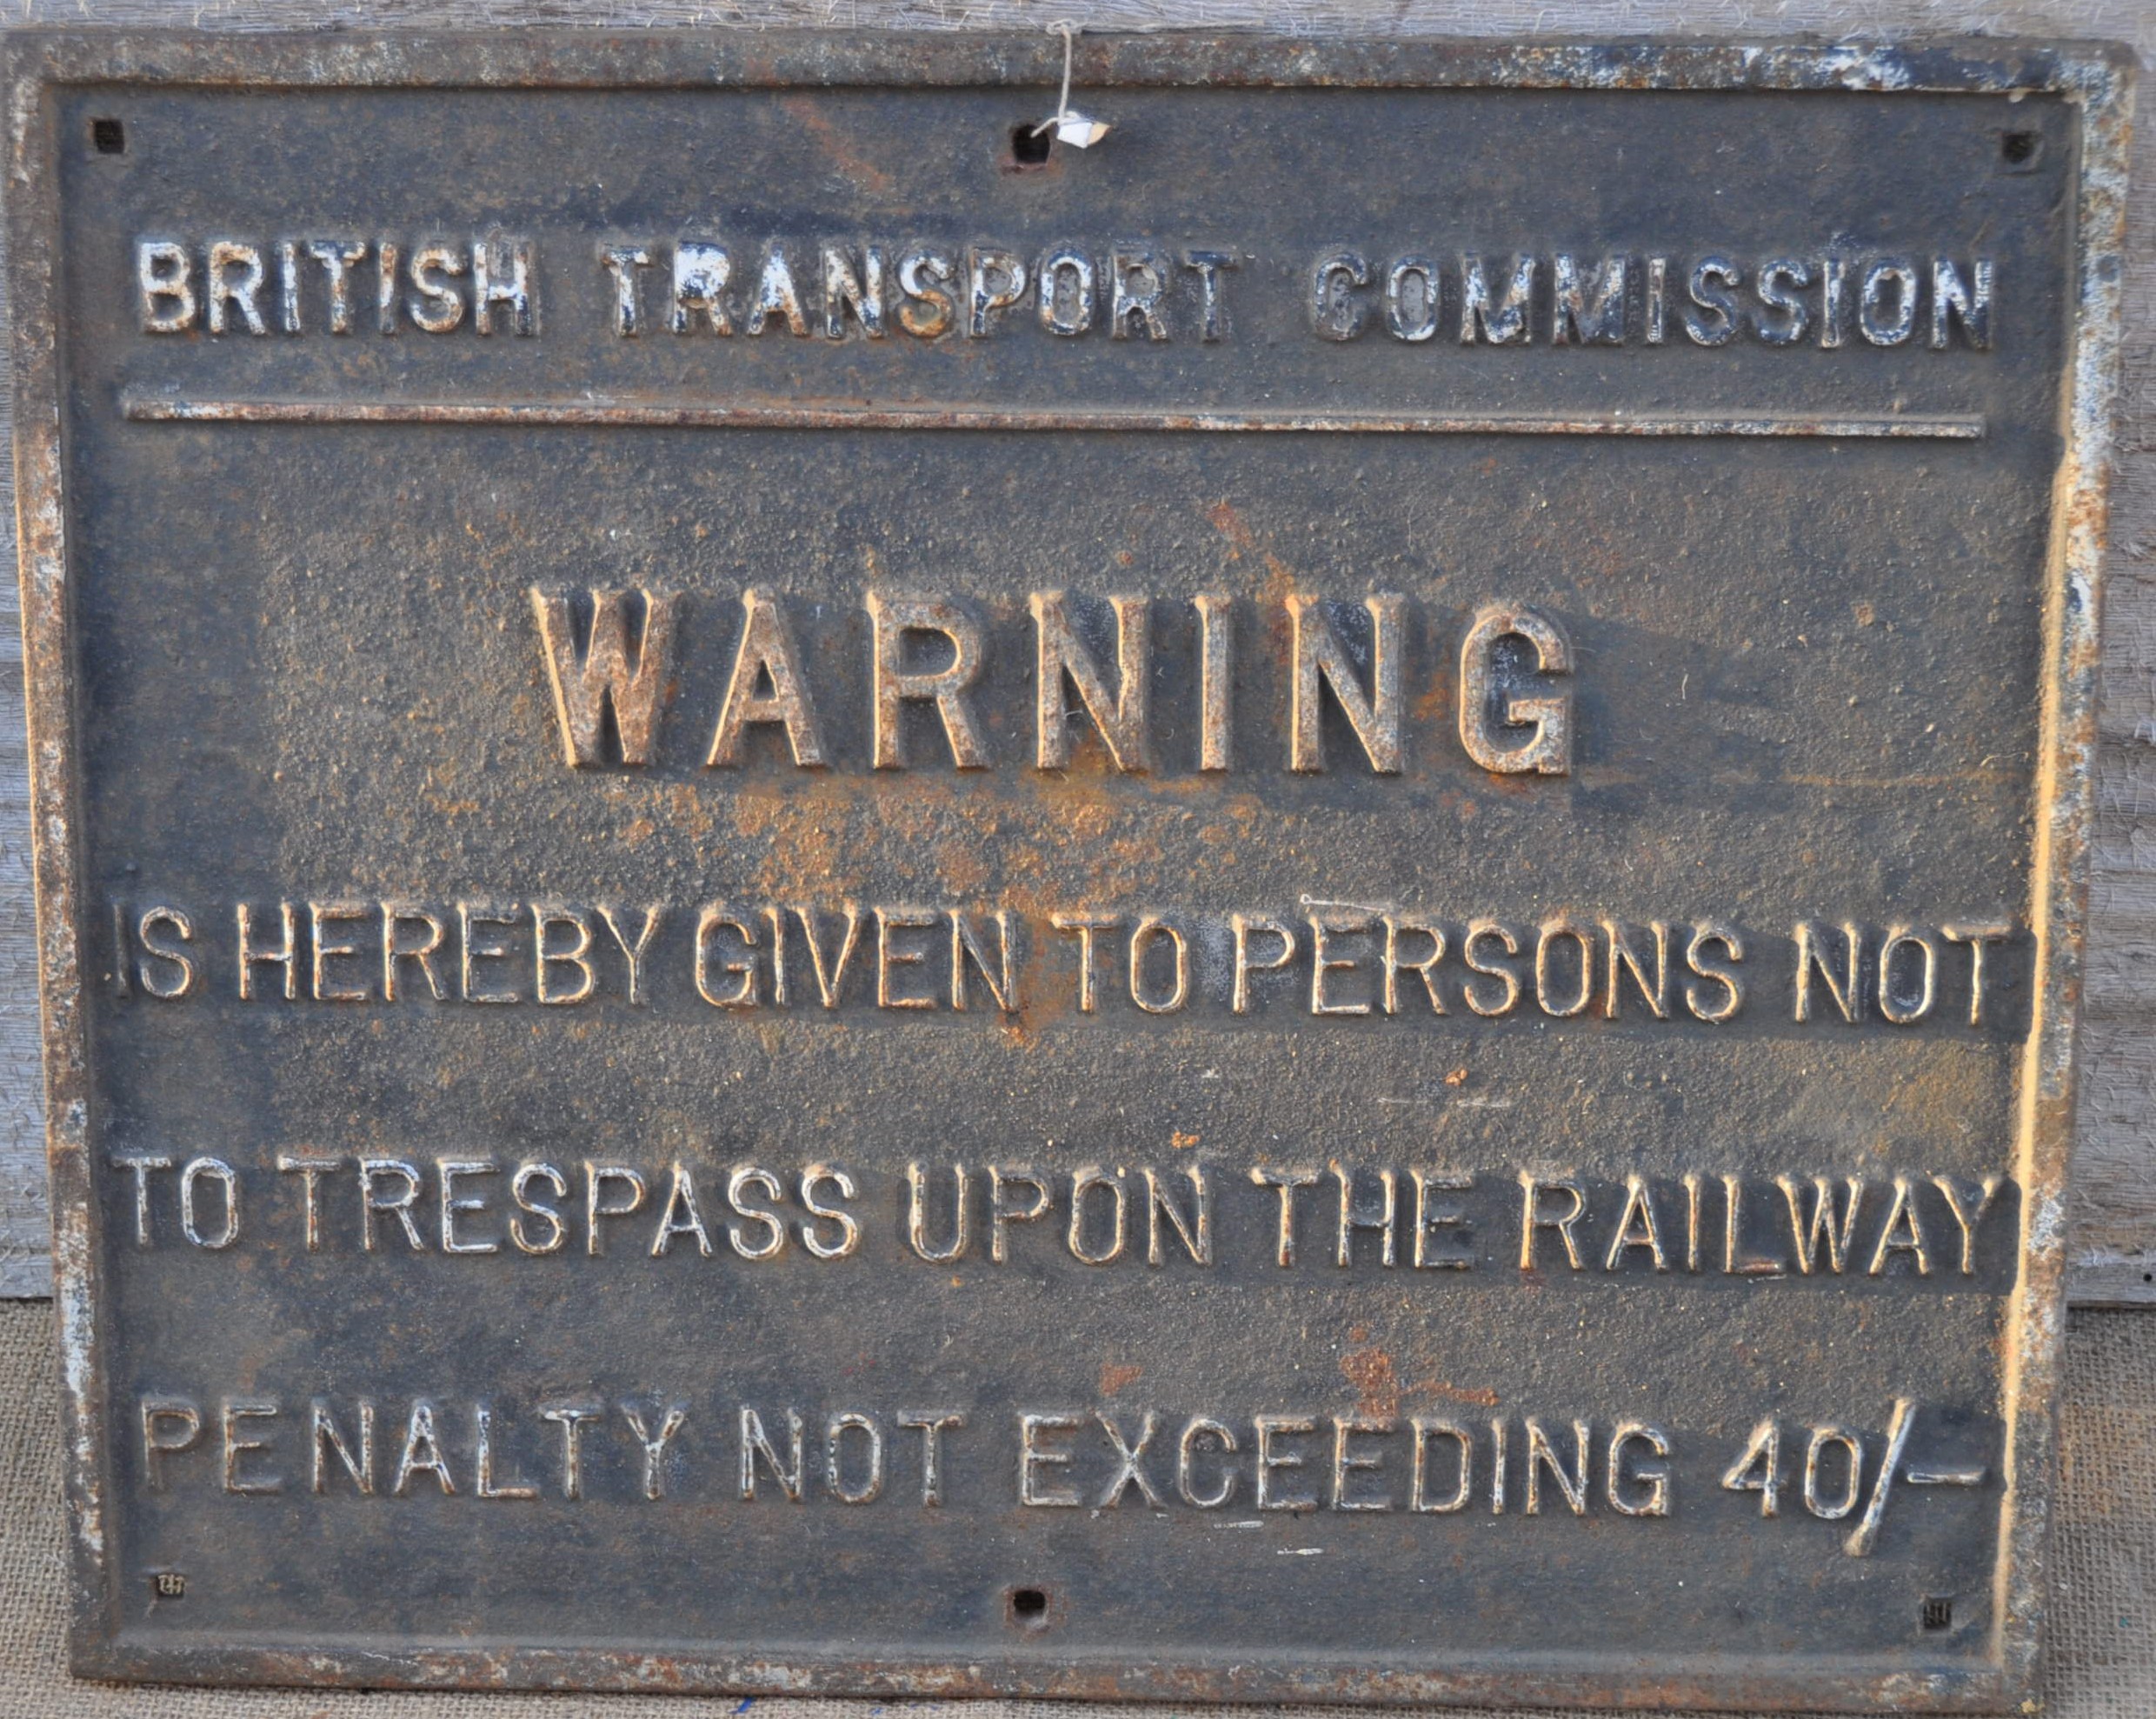 BRITISH TRANSPORT COMMISSION
WARNING
IS HEREBY GIVEN TO PERSONS NOT
TO TRESPASS UPON THE RAILWAY
PENALTY NOT EXCEEDING 40/-